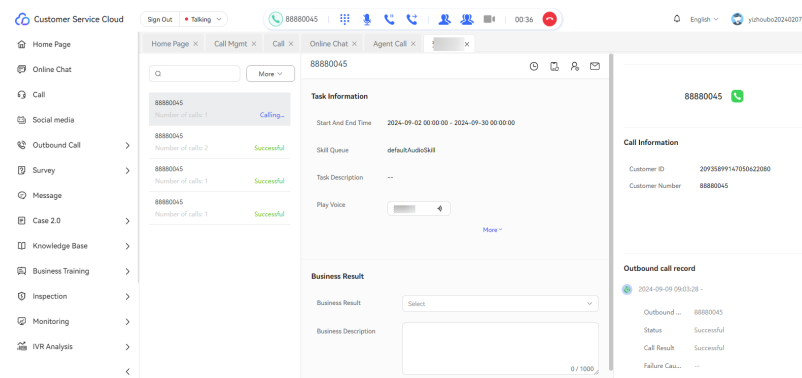 Customer Service Cloud
Sign Out Talking
88880045
00:36
English
yizhoubo20240207
Home Page
Online Chat
Call
Social media
Outbound Call
Survey
Message
Case 2.0
Knowledge Base
Business Training
Inspection
Monitoring
IVR Analysis
Home Page × Call Mgmt × Call × Online Chat × Agent Call × ×
More
88880045
Number of calls: 1 Calling...
88880045
Number of calls: 2 Successful
88880045
Number of calls: 1 Successful
88880045
Number of calls: 1 Successful
88880045
Task Information
Start And End Time 2024-09-02 00:00:00 - 2024-09-30 00:00:00
Skill Queue defaultAudioSkill
Task Description --
Play Voice
More
Business Result
Business Result Select
Business Description
0 / 1000
88880045
Call Information
Customer ID 20935899147050622080
Customer Number 88880045
Outbound call record
2024-09-09 09:03:28 -
Outbound ... 88880045
Status Successful
Call Result Successful
Failure Cau... --